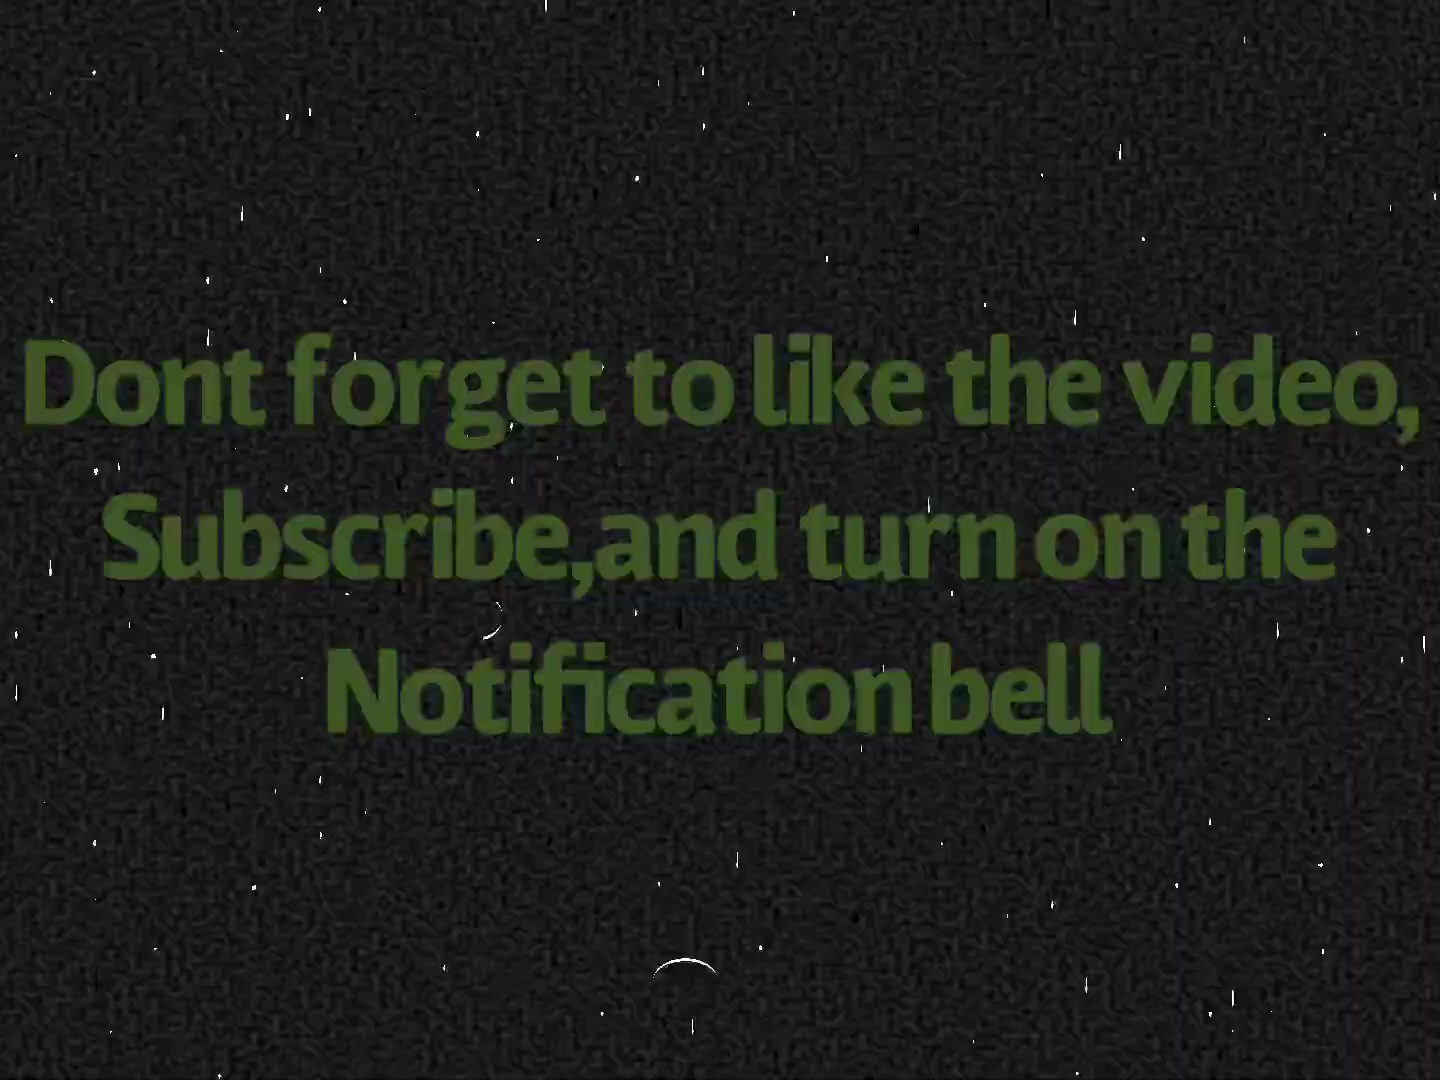 Dont forget to like the video,
Subscribe,and turn on the
Notification bell